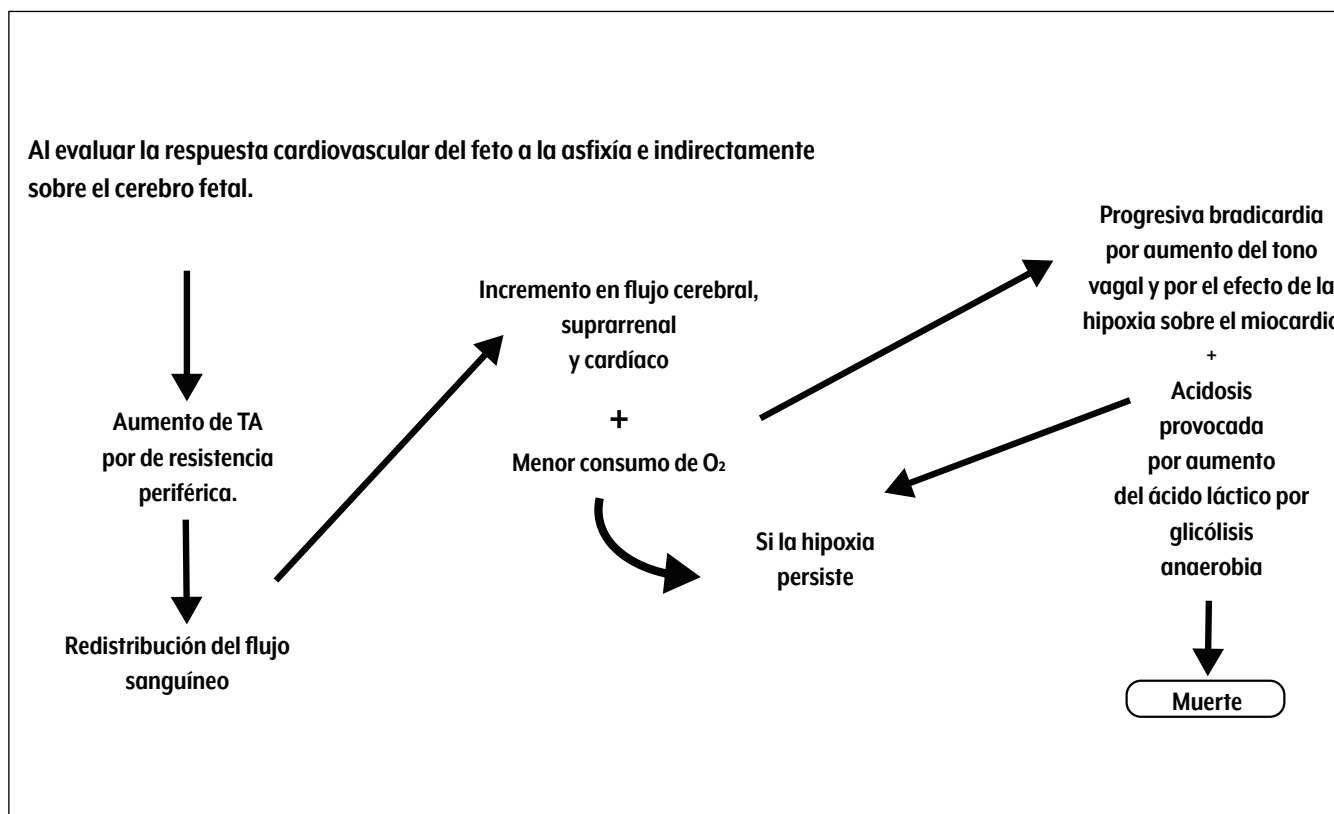 Al evaluar la respuesta cardiovascular del feto a la asfixía e indirectamente
sobre el cerebro fetal.
Aumento de TA
por de resistencia
periférica.
Redistribución del flujo
sanguíneo
Incremento en flujo cerebral,
suprarrenal
y cardíaco
+
Menor consumo de O₂
Si la hipoxia
persiste
Progresiva bradicardia
por aumento del tono
vagal y por el efecto de la
hipoxia sobre el miocardio
+
Acidosis
provocada
por aumento
del ácido láctico por
glicólisis
anaerobia
Muerte